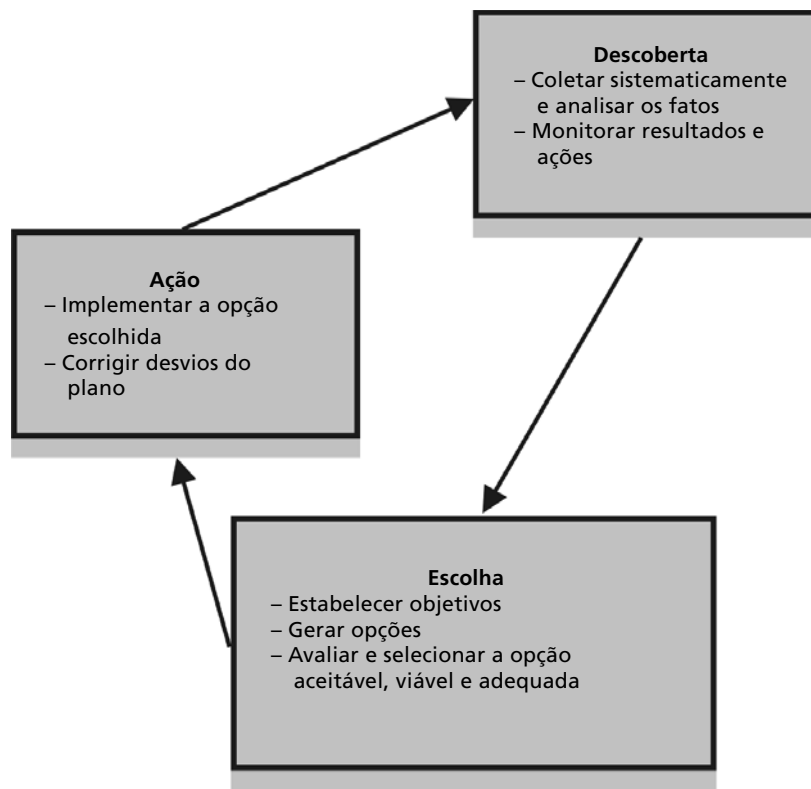 Descoberta
– Coletar sistematicamente
e analisar os fatos
– Monitorar resultados e
ações
Ação
– Implementar a opção
escolhida
– Corrigir desvios do
plano
Escolha
– Estabelecer objetivos
– Gerar opções
– Avaliar e selecionar a opção
aceitável, viável e adequada